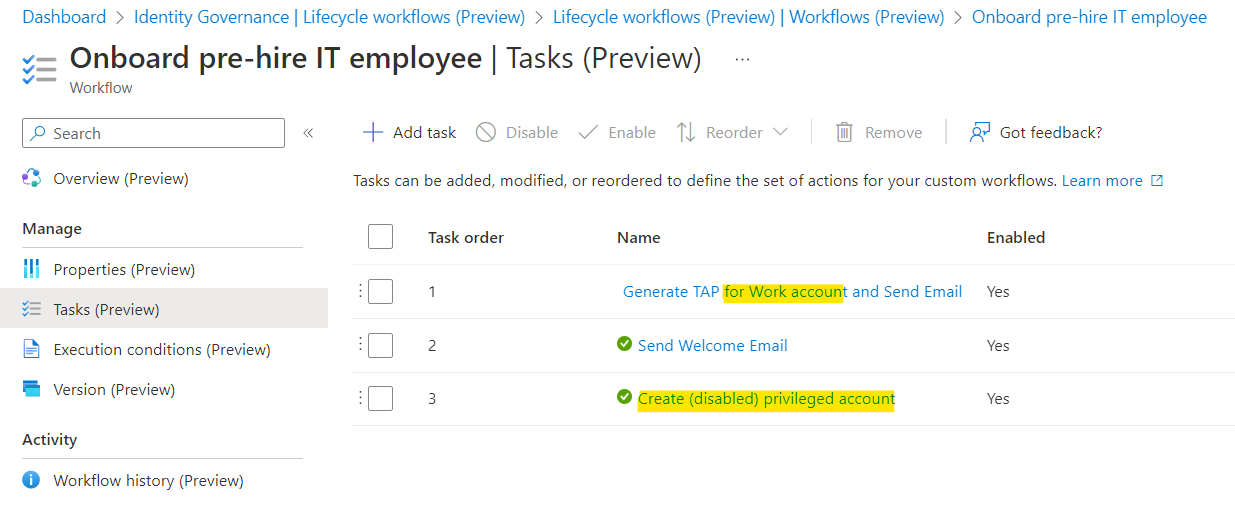 Dashboard > Identity Governance | Lifecycle workflows (Preview) > Lifecycle workflows (Preview) | Workflows (Preview) > Onboard pre-hire IT employee
Onboard pre-hire IT employee | Tasks (Preview) ...
Workflow
Search «
Add task Disable Enable Reorder Remove Got feedback?
Overview (Preview)
Tasks can be added, modified, or reordered to define the set of actions for your custom workflows. Learn more
Manage
Properties (Preview)
Tasks (Preview)
Execution conditions (Preview)
Version (Preview)
Activity
Workflow history (Preview)
Task order Name Enabled
1 Generate TAP for Work account and Send Email Yes
2 Send Welcome Email Yes
3 Create (disabled) privileged account Yes